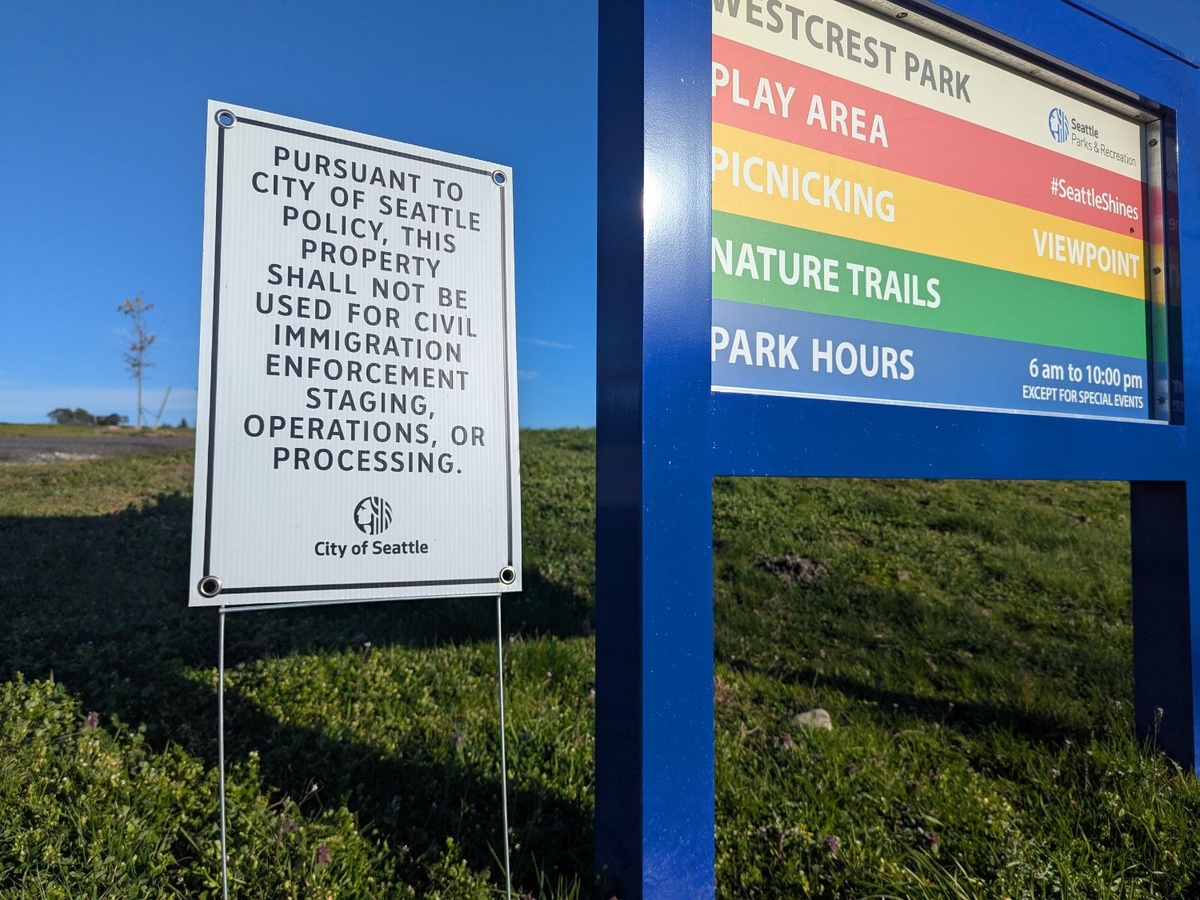 PURSUANT TO
CITY OF SEATTLE
POLICY, THIS
PROPERTY
SHALL NOT BE
USED FOR CIVIL
IMMIGRATION
ENFORCEMENT
STAGING,
OPERATIONS, OR
PROCESSING.
City of Seattle
WESTCREST PARK
Seattle
Parks & Recreation
PLAY AREA
#SeattleShines
PICNICKING
VIEWPOINT
NATURE TRAILS
PARK HOURS
6 am to 10:00 pm
EXCEPT FOR SPECIAL EVENTS